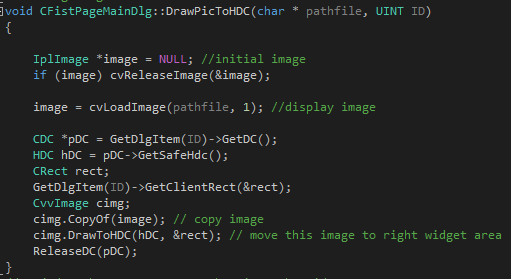 void CFistPageMainDlg::DrawPicToHDC(char * pathfile, UINT ID)
{
IplImage *image = NULL; //initial image
if (image) cvReleaseImage(&image);
image = cvLoadImage(pathfile, 1); //display image
CDC *pDC = GetDlgItem(ID)->GetDC();
HDC hDC = pDC->GetSafeHdc();
CRect rect;
GetDlgItem(ID)->GetClientRect(&rect);
CvvImage cimg;
cimg.CopyOf(image); // copy image
cimg.DrawToHDC(hDC, &rect); // move this image to right widget area
ReleaseDC(pDC);
}